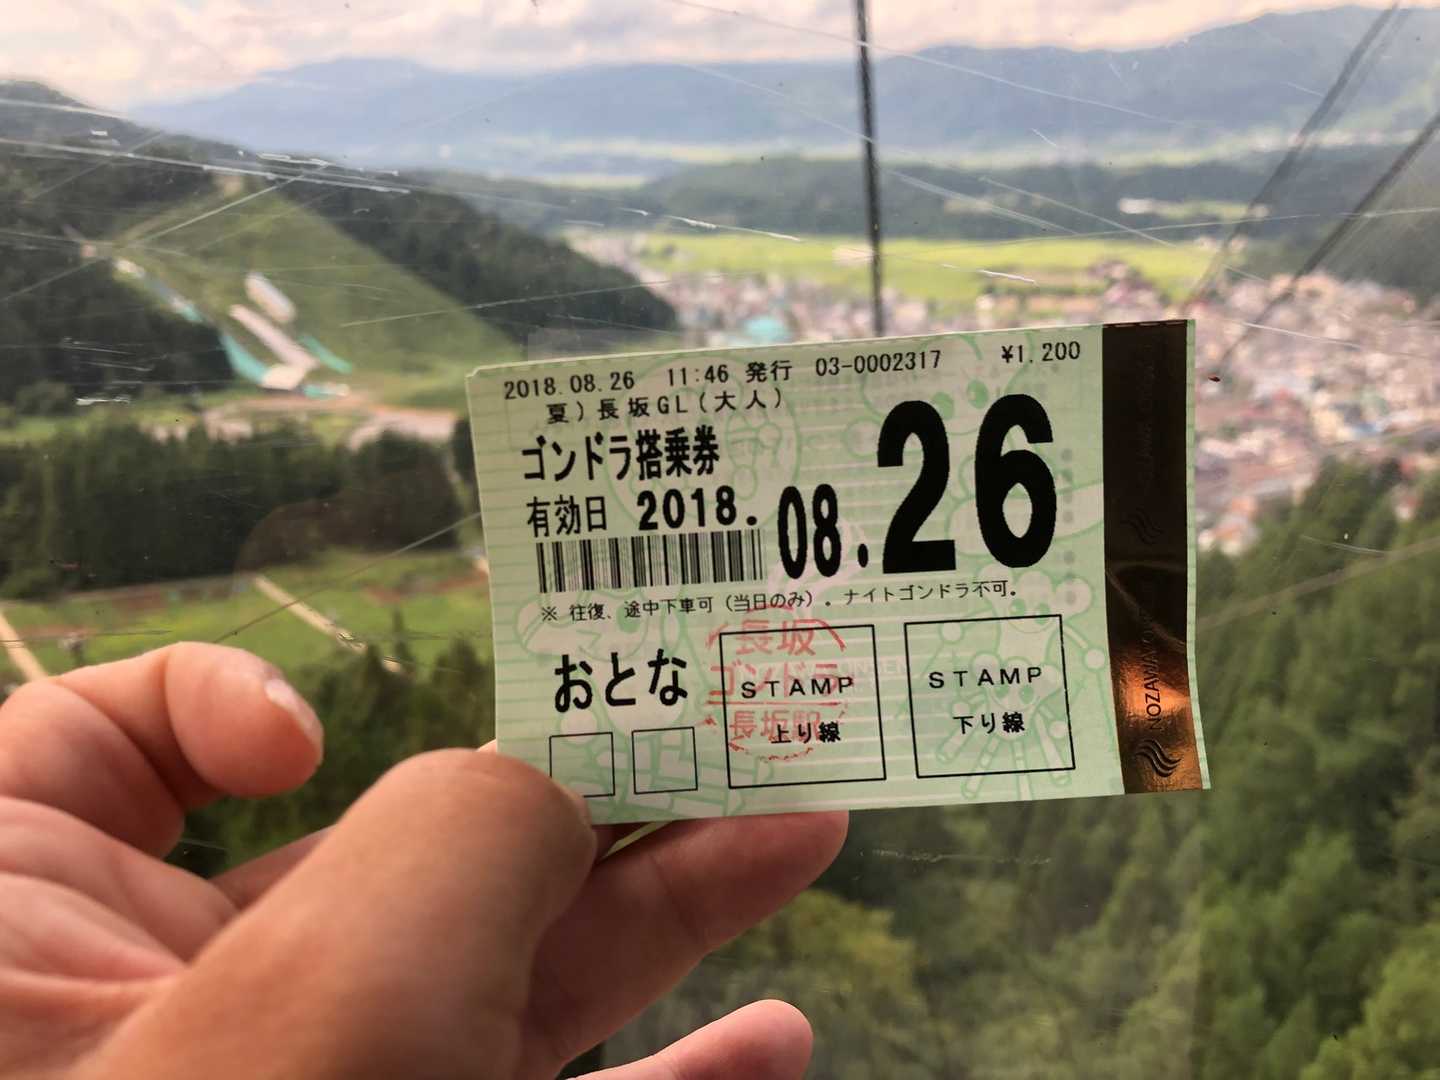 2018.08.26 11:46 発行 03-0002317 ¥1,200
夏)長坂GL(大人)
ゴンドラ搭乗券
有効日 2018.08.26
※ 往復、途中下車可(当日のみ)。ナイトゴンドラ不可。
おとな
長坂
ゴンドラ
長坂駅
STAMP
上り線
STAMP
下り線
NOZAWA